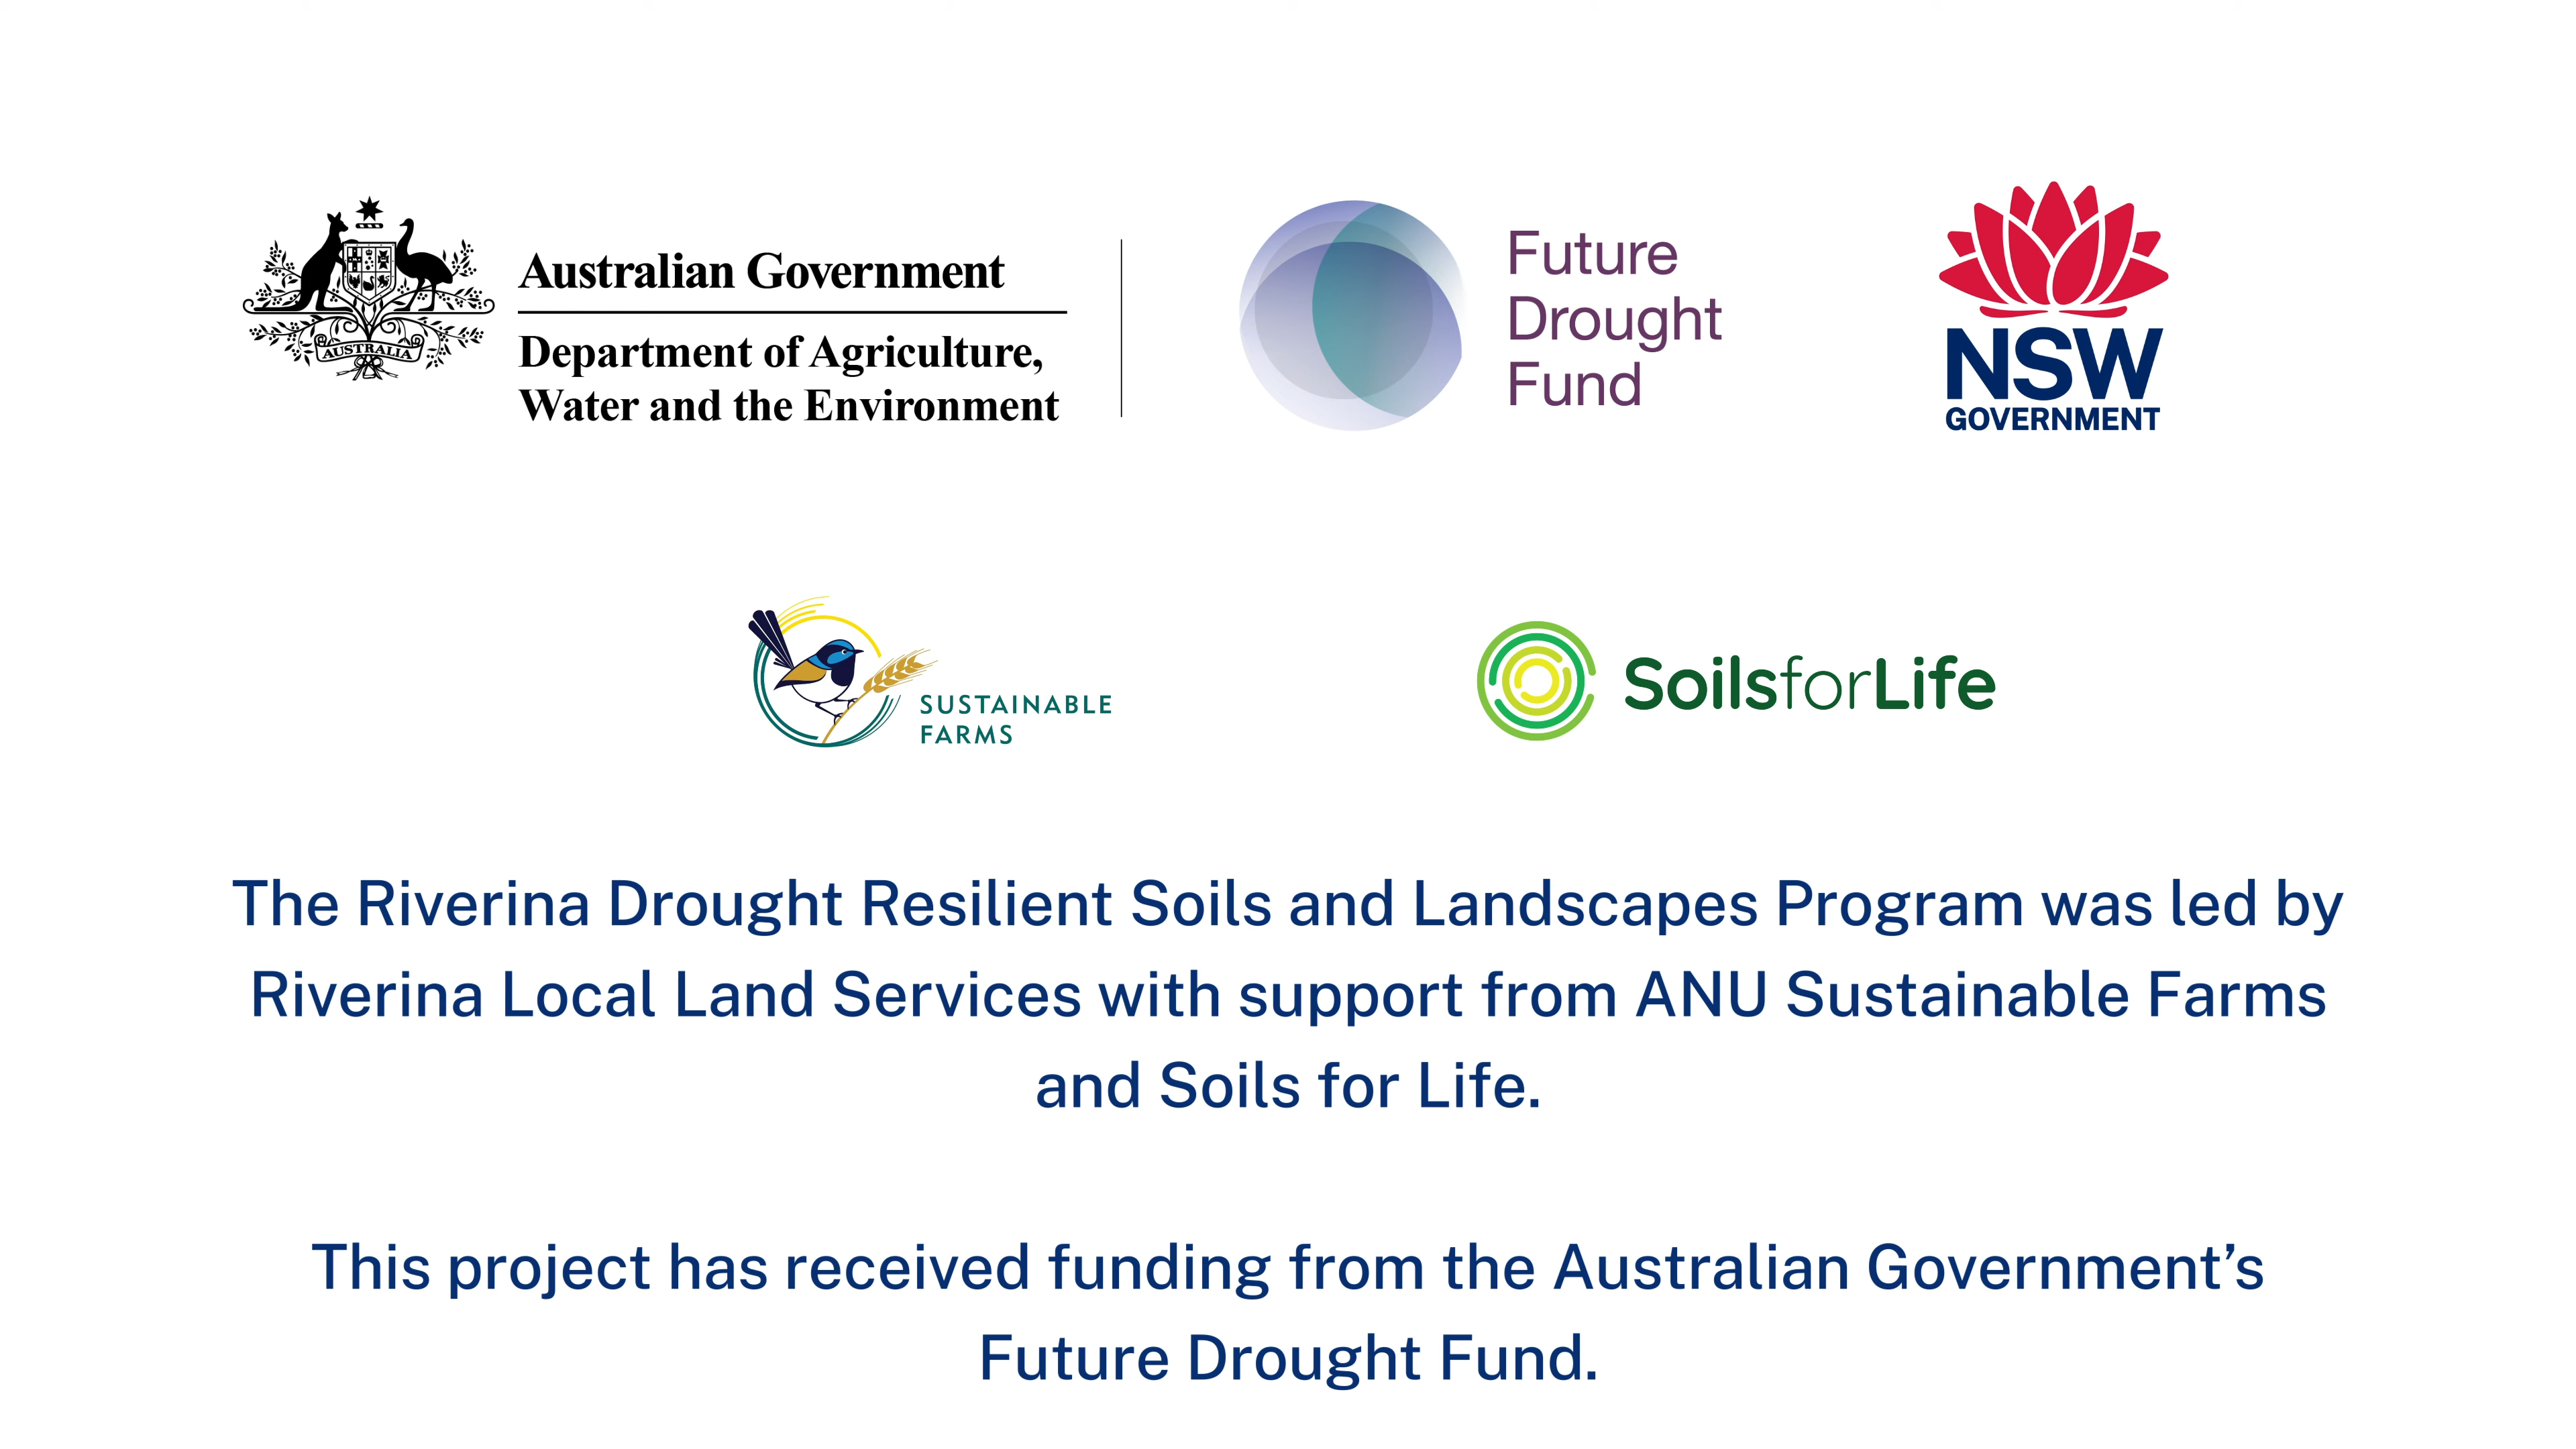 AUSTRALIA
Australian Government
Department of Agriculture,
Water and the Environment
Future
Drought
Fund
NSW
GOVERNMENT
SUSTAINABLE
FARMS
SoilsforLife
The Riverina Drought Resilient Soils and Landscapes Program was led by
Riverina Local Land Services with support from ANU Sustainable Farms
and Soils for Life.
This project has received funding from the Australian Government’s
Future Drought Fund.